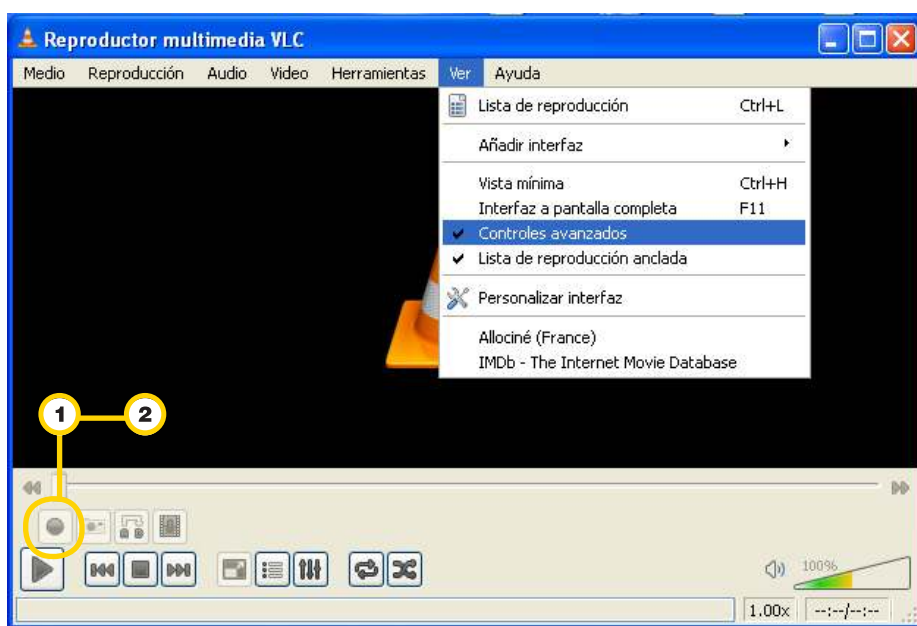 Reproductor multimedia VLC
Medio Reproducción Audio Video Herramientas Ver Ayuda
Lista de reproducción Ctrl+L
Añadir interfaz
Vista mínima Ctrl+H
Interfaz a pantalla completa F11
Controles avanzados
Lista de reproducción anclada
Personalizar interfaz
Allociné (France)
IMDb - The Internet Movie Database
1 2
100%
1.00x --:--/--:--